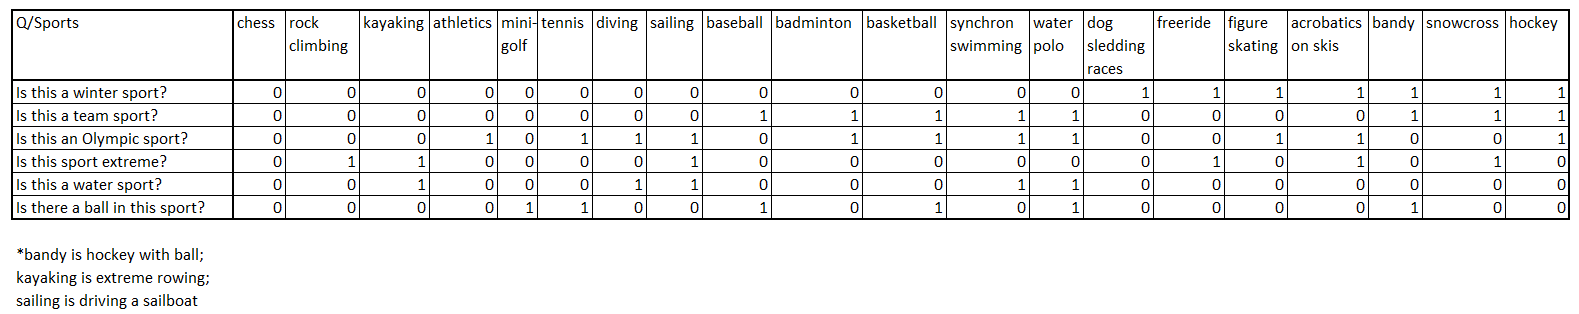 Q/Sports chess rock climbing kayaking athletics mini-golf tennis diving sailing baseball badminton basketball synchron swimming water polo dog sledding races freeride figure skating acrobatics on skis bandy snowcross hockey
Is this a winter sport? 0 0 0 0 0 0 0 0 0 0 0 0 0 1 1 1 1 1 1 1
Is this a team sport? 0 0 0 0 0 0 0 0 1 1 1 1 1 0 0 0 0 1 1 1
Is this an Olympic sport? 0 0 0 1 0 1 1 1 0 1 1 1 1 0 0 1 1 0 0 1
Is this sport extreme? 0 1 1 0 0 0 0 1 0 0 0 0 0 0 1 0 1 0 1 0
Is this a water sport? 0 0 1 0 0 0 1 1 0 0 0 1 1 0 0 0 0 0 0 0
Is there a ball in this sport? 0 0 0 0 1 1 0 0 1 0 1 0 1 0 0 0 0 1 0 0
*bandy is hockey with ball;
kayaking is extreme rowing;
sailing is driving a sailboat